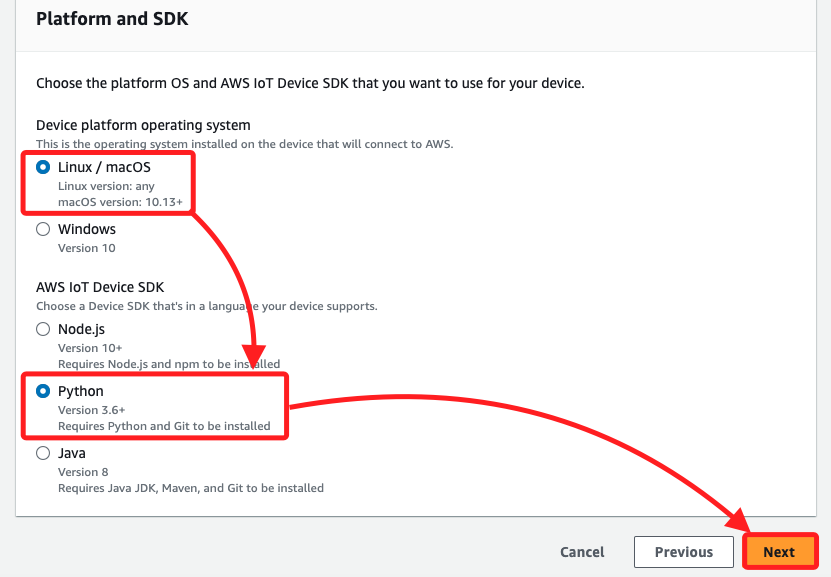 Platform and SDK
Choose the platform OS and AWS IoT Device SDK that you want to use for your device.
Device platform operating system
This is the operating system installed on the device that will connect to AWS.
Linux / macOS
Linux version: any
macOS version: 10.13+
Windows
Version 10
AWS IoT Device SDK
Choose a Device SDK that's in a language your device supports.
Node.js
Version 10+
Requires Node.js and npm to be installed
Python
Version 3.6+
Requires Python and Git to be installed
Java
Version 8
Requires Java JDK, Maven, and Git to be installed
Cancel Previous Next